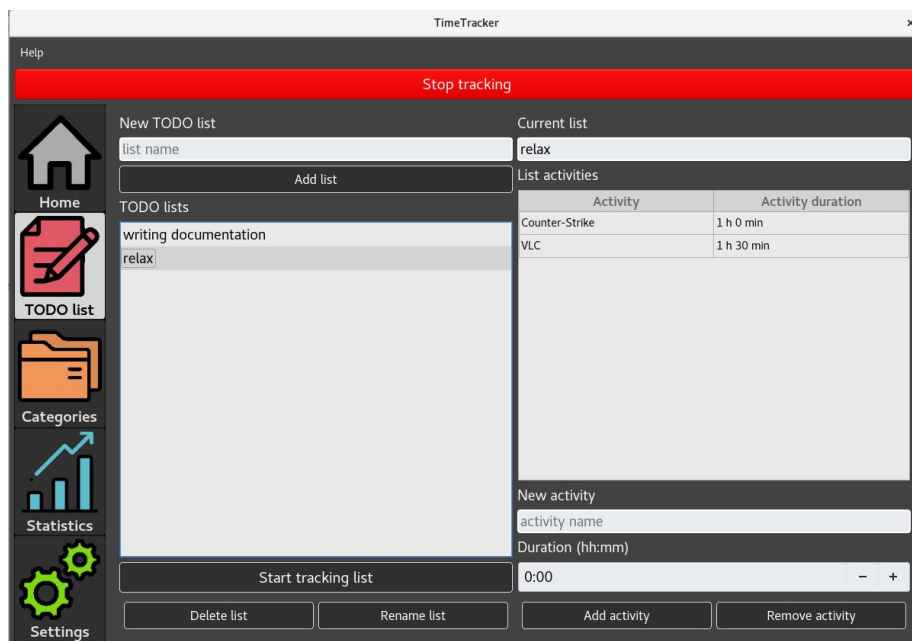 TimeTracker
Help
Stop tracking
Home
TODO list
Categories
Statistics
Settings
New TODO list
list name
Add list
TODO lists
writing documentation
relax
Start tracking list
Delete list
Rename list
Current list
relax
List activities
Activity
Activity duration
Counter-Strike
1 h 0 min
VLC
1 h 30 min
New activity
activity name
Duration (hh:mm)
0:00
− +
Add activity
Remove activity